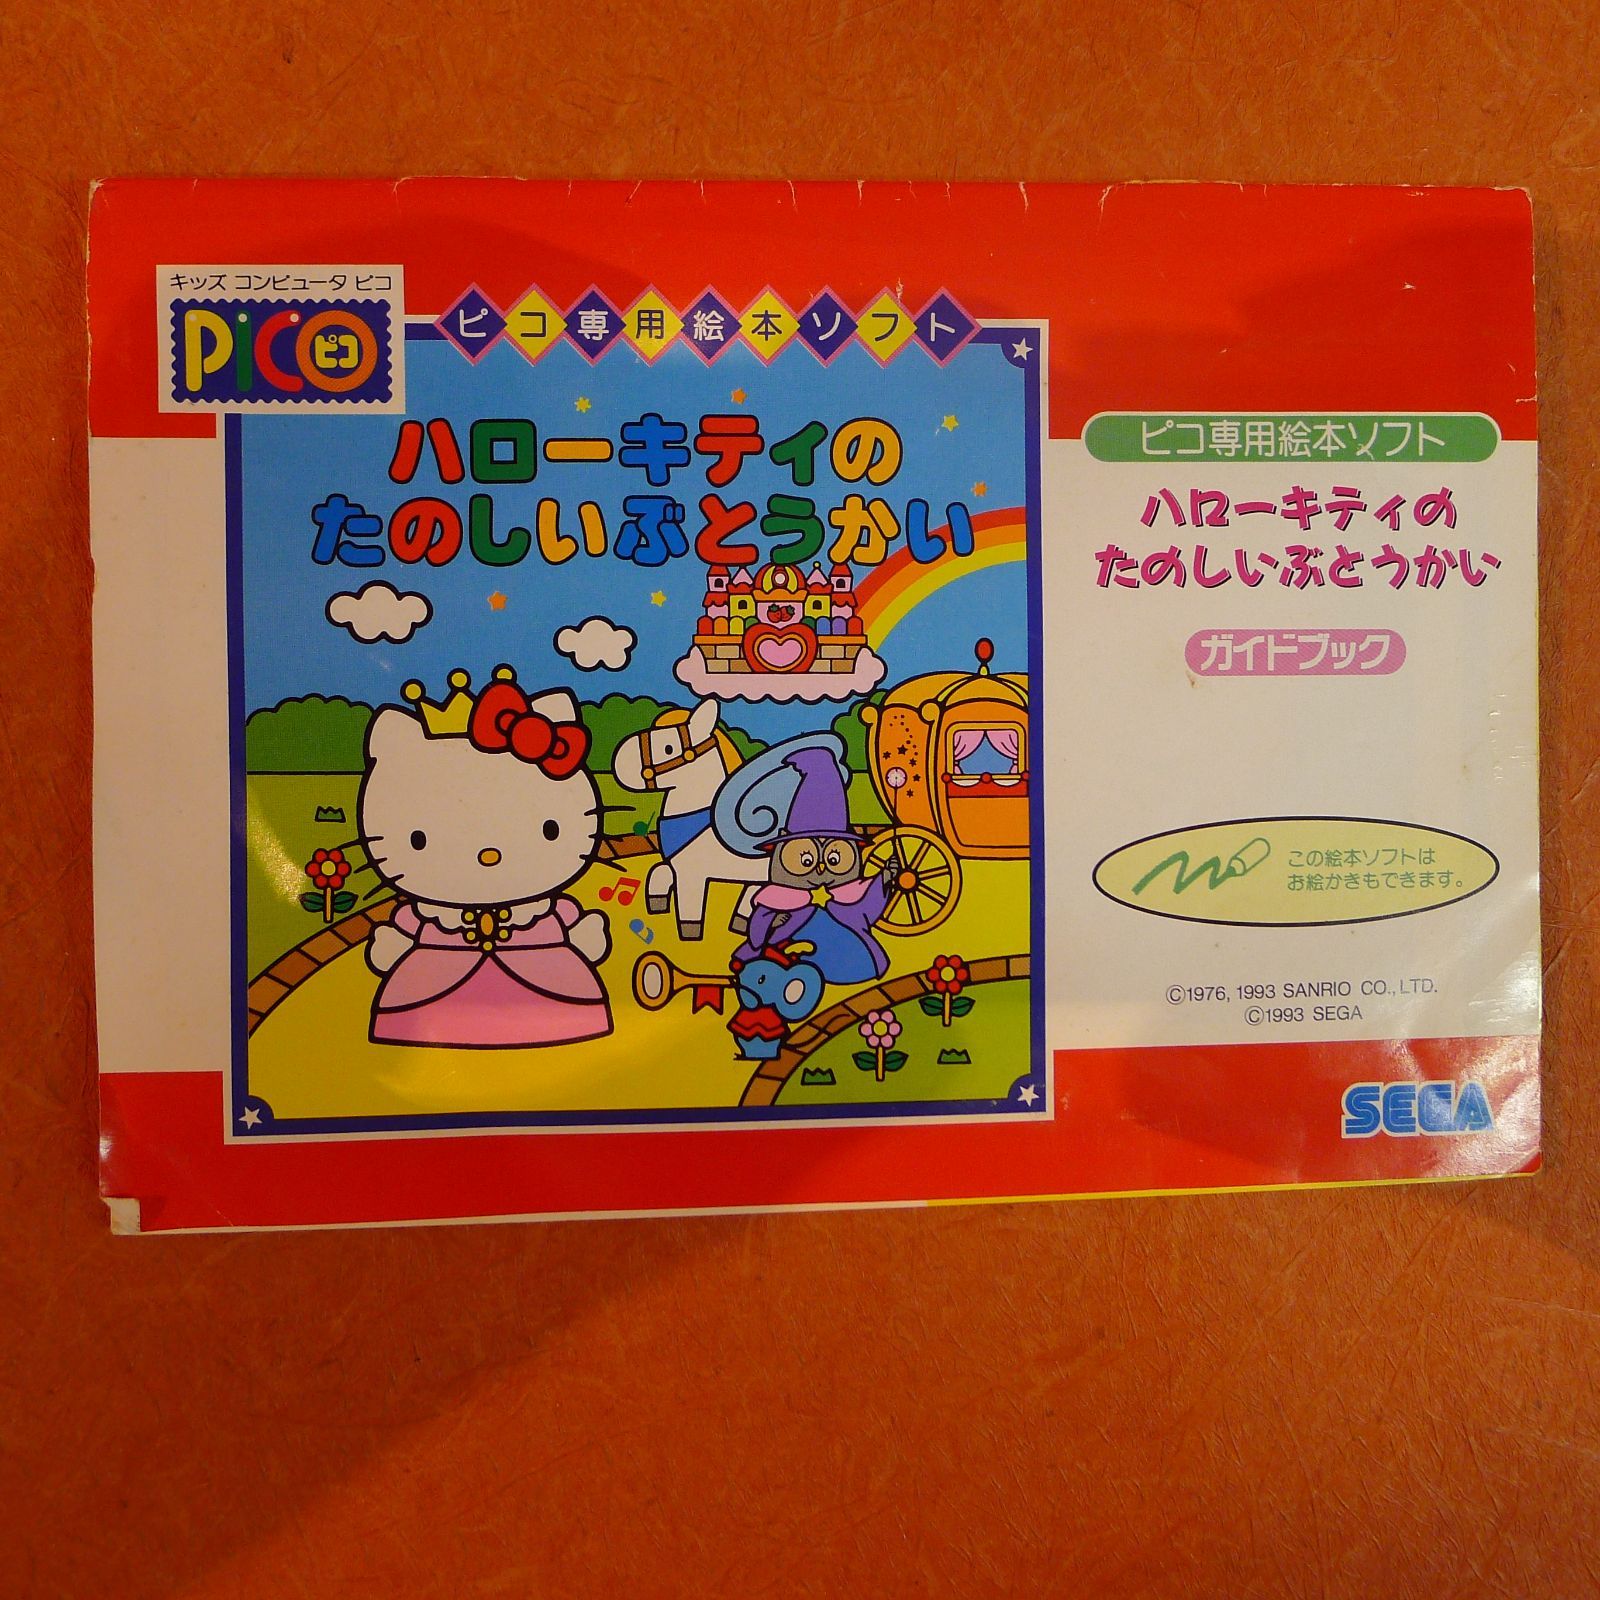 キッズ コンピュータ ピコ
PICO
ピコ
ピコ専用絵本ソフト
ハローキティの
たのしいぶとうかい
ピコ専用絵本ソフト
ハローキティの
たのしいぶとうかい
ガイドブック
この絵本ソフトは
お絵かきもできます。
©1976, 1993 SANRIO CO., LTD.
©1993 SEGA
SEGA